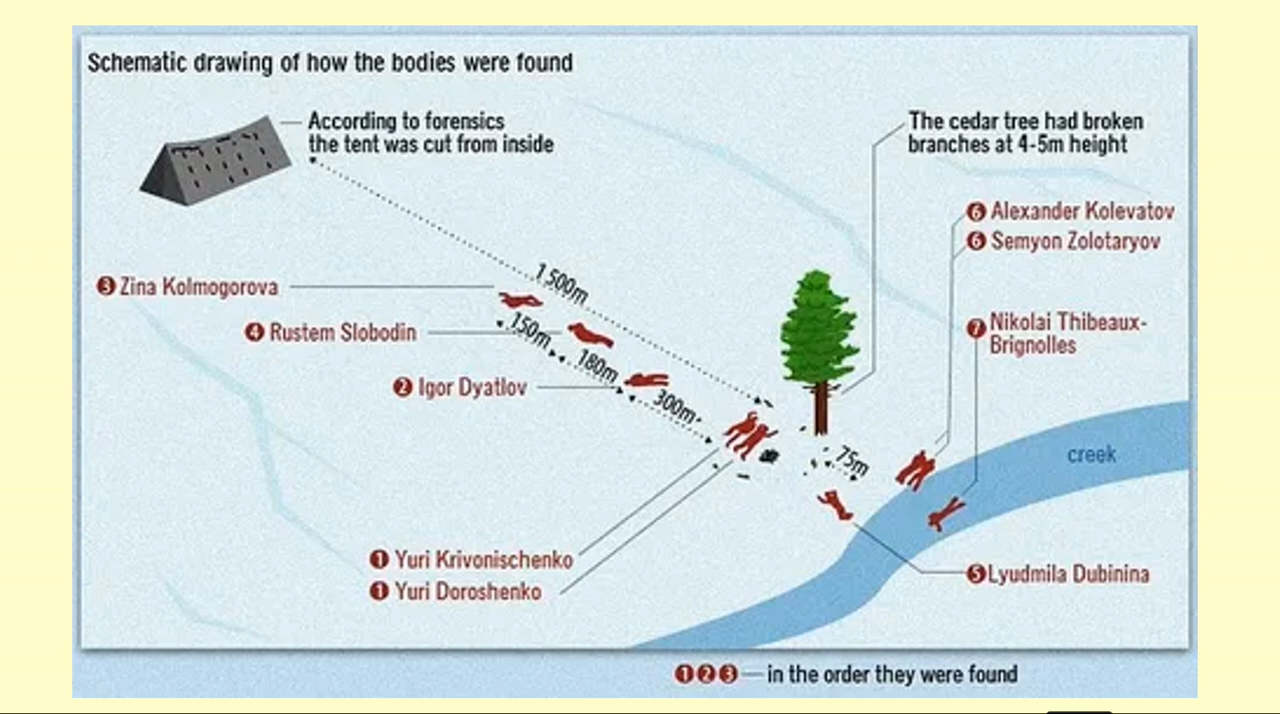 Schematic drawing of how the bodies were found
According to forensics
the tent was cut from inside
The cedar tree had broken
branches at 4-5m height
6 Alexander Kolevatov
6 Semyon Zolotaryov
3 Zina Kolmogorova
1 500m
4 Rustem Slobodin
150m
7 Nikolai Thibeaux-
Brignolles
180m
2 Igor Dyatlov
300m
75m
creek
1 Yuri Krivonischenko
1 Yuri Doroshenko
5 Lyudmila Dubinina
1 2 3 — in the order they were found